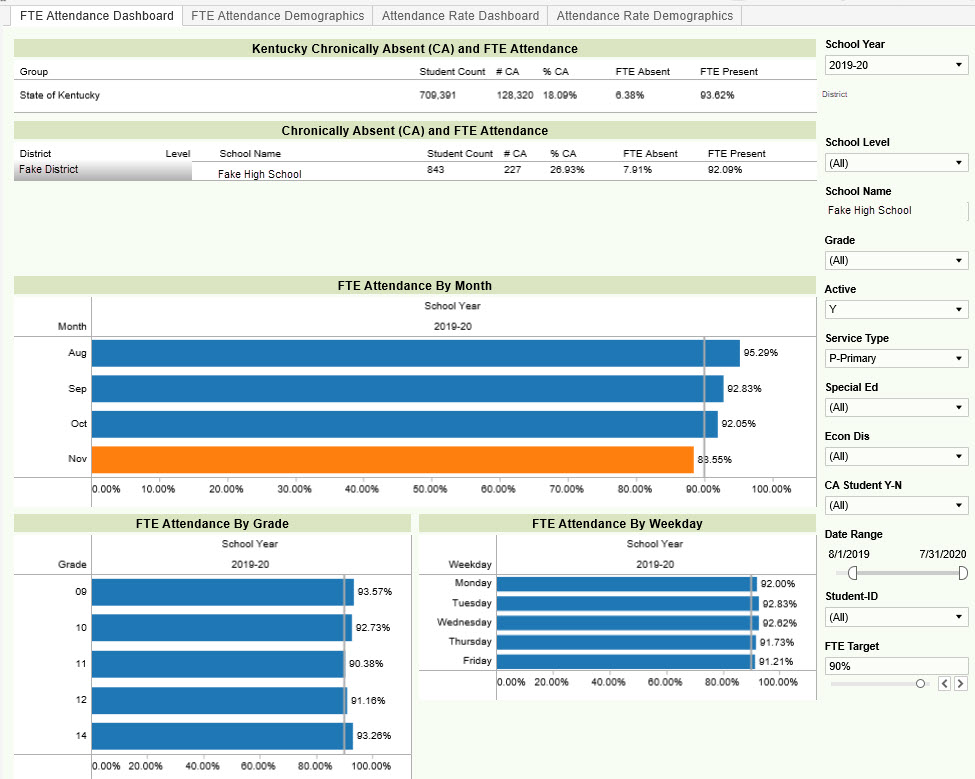 FTE Attendance Dashboard FTE Attendance Demographics Attendance Rate Dashboard Attendance Rate Demographics
Kentucky Chronically Absent (CA) and FTE Attendance
Group Student Count # CA % CA FTE Absent FTE Present
State of Kentucky 709,391 128,320 18.09% 6.38% 93.62%
Chronically Absent (CA) and FTE Attendance
District Level School Name Student Count # CA % CA FTE Absent FTE Present
Fake District Fake High School 843 227 26.93% 7.91% 92.09%
FTE Attendance By Month
School Year
Month 2019-20
Aug 95.29%
Sep 92.83%
Oct 92.05%
Nov 88.55%
0.00% 10.00% 20.00% 30.00% 40.00% 50.00% 60.00% 70.00% 80.00% 90.00% 100.00%
FTE Attendance By Grade
School Year
Grade 2019-20
09 93.57%
10 92.73%
11 90.38%
12 91.16%
14 93.26%
0.00% 20.00% 40.00% 60.00% 80.00% 100.00%
FTE Attendance By Weekday
School Year
Weekday 2019-20
Monday 92.00%
Tuesday 92.83%
Wednesday 92.62%
Thursday 91.73%
Friday 91.21%
0.00% 20.00% 40.00% 60.00% 80.00% 100.00%
School Year
2019-20
District
School Level
(All)
School Name
Fake High School
Grade
(All)
Active
Y
Service Type
P-Primary
Special Ed
(All)
Econ Dis
(All)
CA Student Y-N
(All)
Date Range
8/1/2019 7/31/2020
Student-ID
(All)
FTE Target
90%